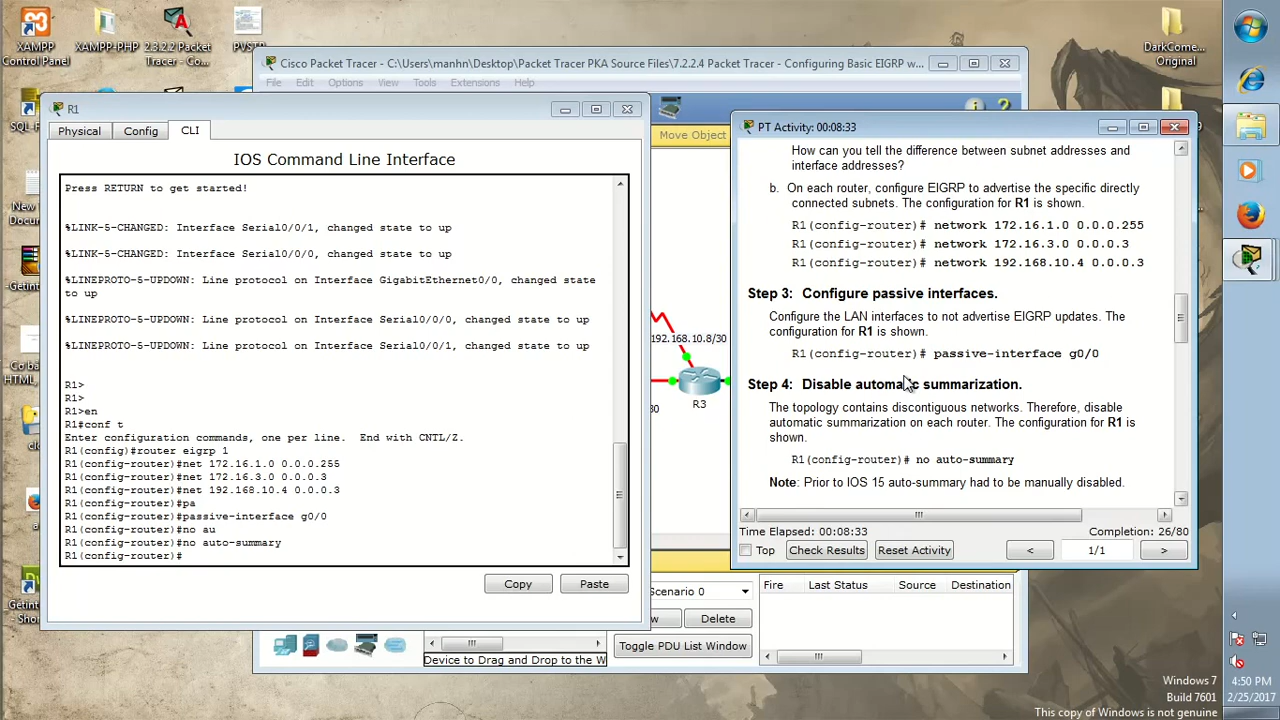 XAMPP
Control Panel
XAMPP-PHP
2.3.2.2 Packet
Tracer - Co...
PVSTP
DarkCome...
Original
Cisco Packet Tracer - C:\Users\manhn\Desktop\Packet Tracer PKA Source Files\7.2.2.4 Packet Tracer - Configuring Basic EIGRP w...
File Edit Options View Tools Extensions Help
Move Object
R1
Physical Config CLI
IOS Command Line Interface
Press RETURN to get started!
%LINK-5-CHANGED: Interface Serial0/0/1, changed state to up
%LINK-5-CHANGED: Interface Serial0/0/0, changed state to up
%LINEPROTO-5-UPDOWN: Line protocol on Interface GigabitEthernet0/0, changed state
to up
%LINEPROTO-5-UPDOWN: Line protocol on Interface Serial0/0/0, changed state to up
%LINEPROTO-5-UPDOWN: Line protocol on Interface Serial0/0/1, changed state to up
R1>
R1>
R1>en
R1#conf t
Enter configuration commands, one per line.  End with CNTL/Z.
R1(config)#router eigrp 1
R1(config-router)#net 172.16.1.0 0.0.0.255
R1(config-router)#net 172.16.3.0 0.0.0.3
R1(config-router)#net 192.168.10.4 0.0.0.3
R1(config-router)#pa
R1(config-router)#passive-interface g0/0
R1(config-router)#no au
R1(config-router)#no auto-summary
R1(config-router)#
Copy Paste
192.168.10.8/30
R3
PT Activity: 00:08:33
How can you tell the difference between subnet addresses and
interface addresses?
b. On each router, configure EIGRP to advertise the specific directly
connected subnets. The configuration for R1 is shown.
R1(config-router)# network 172.16.1.0 0.0.0.255
R1(config-router)# network 172.16.3.0 0.0.0.3
R1(config-router)# network 192.168.10.4 0.0.0.3
Step 3: Configure passive interfaces.
Configure the LAN interfaces to not advertise EIGRP updates. The
configuration for R1 is shown.
R1(config-router)# passive-interface g0/0
Step 4: Disable automatic summarization.
The topology contains discontiguous networks. Therefore, disable
automatic summarization on each router. The configuration for R1 is
shown.
R1(config-router)# no auto-summary
Note: Prior to IOS 15 auto-summary had to be manually disabled.
Time Elapsed: 00:08:33 Completion: 26/80
Top Check Results Reset Activity < 1/1 >
Scenario 0
Fire Last Status Source Destination
Delete
Toggle PDU List Window
Device to Drag and Drop to the W
4:50 PM
2/25/2017
Windows 7
Build 7601
This copy of Windows is not genuine